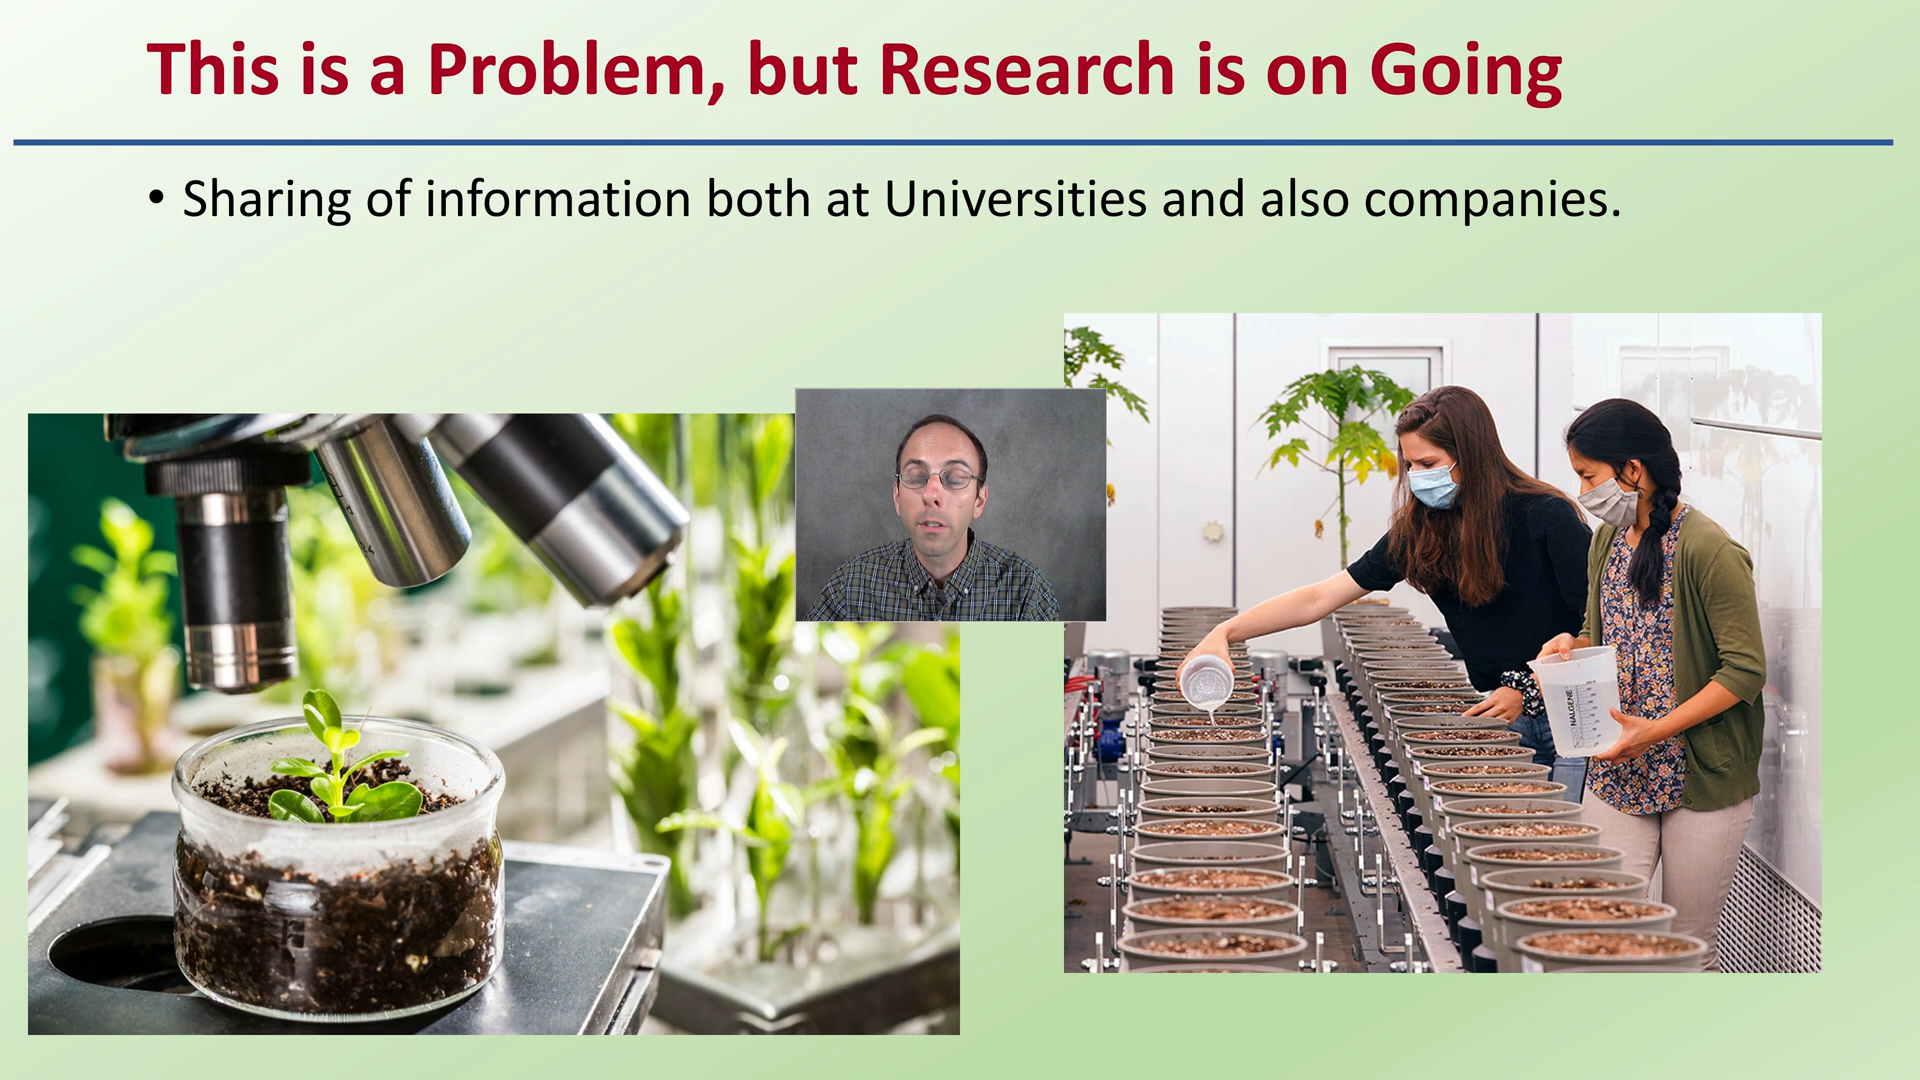 This is a Problem, but Research is on Going
• Sharing of information both at Universities and also companies.
NALGENE